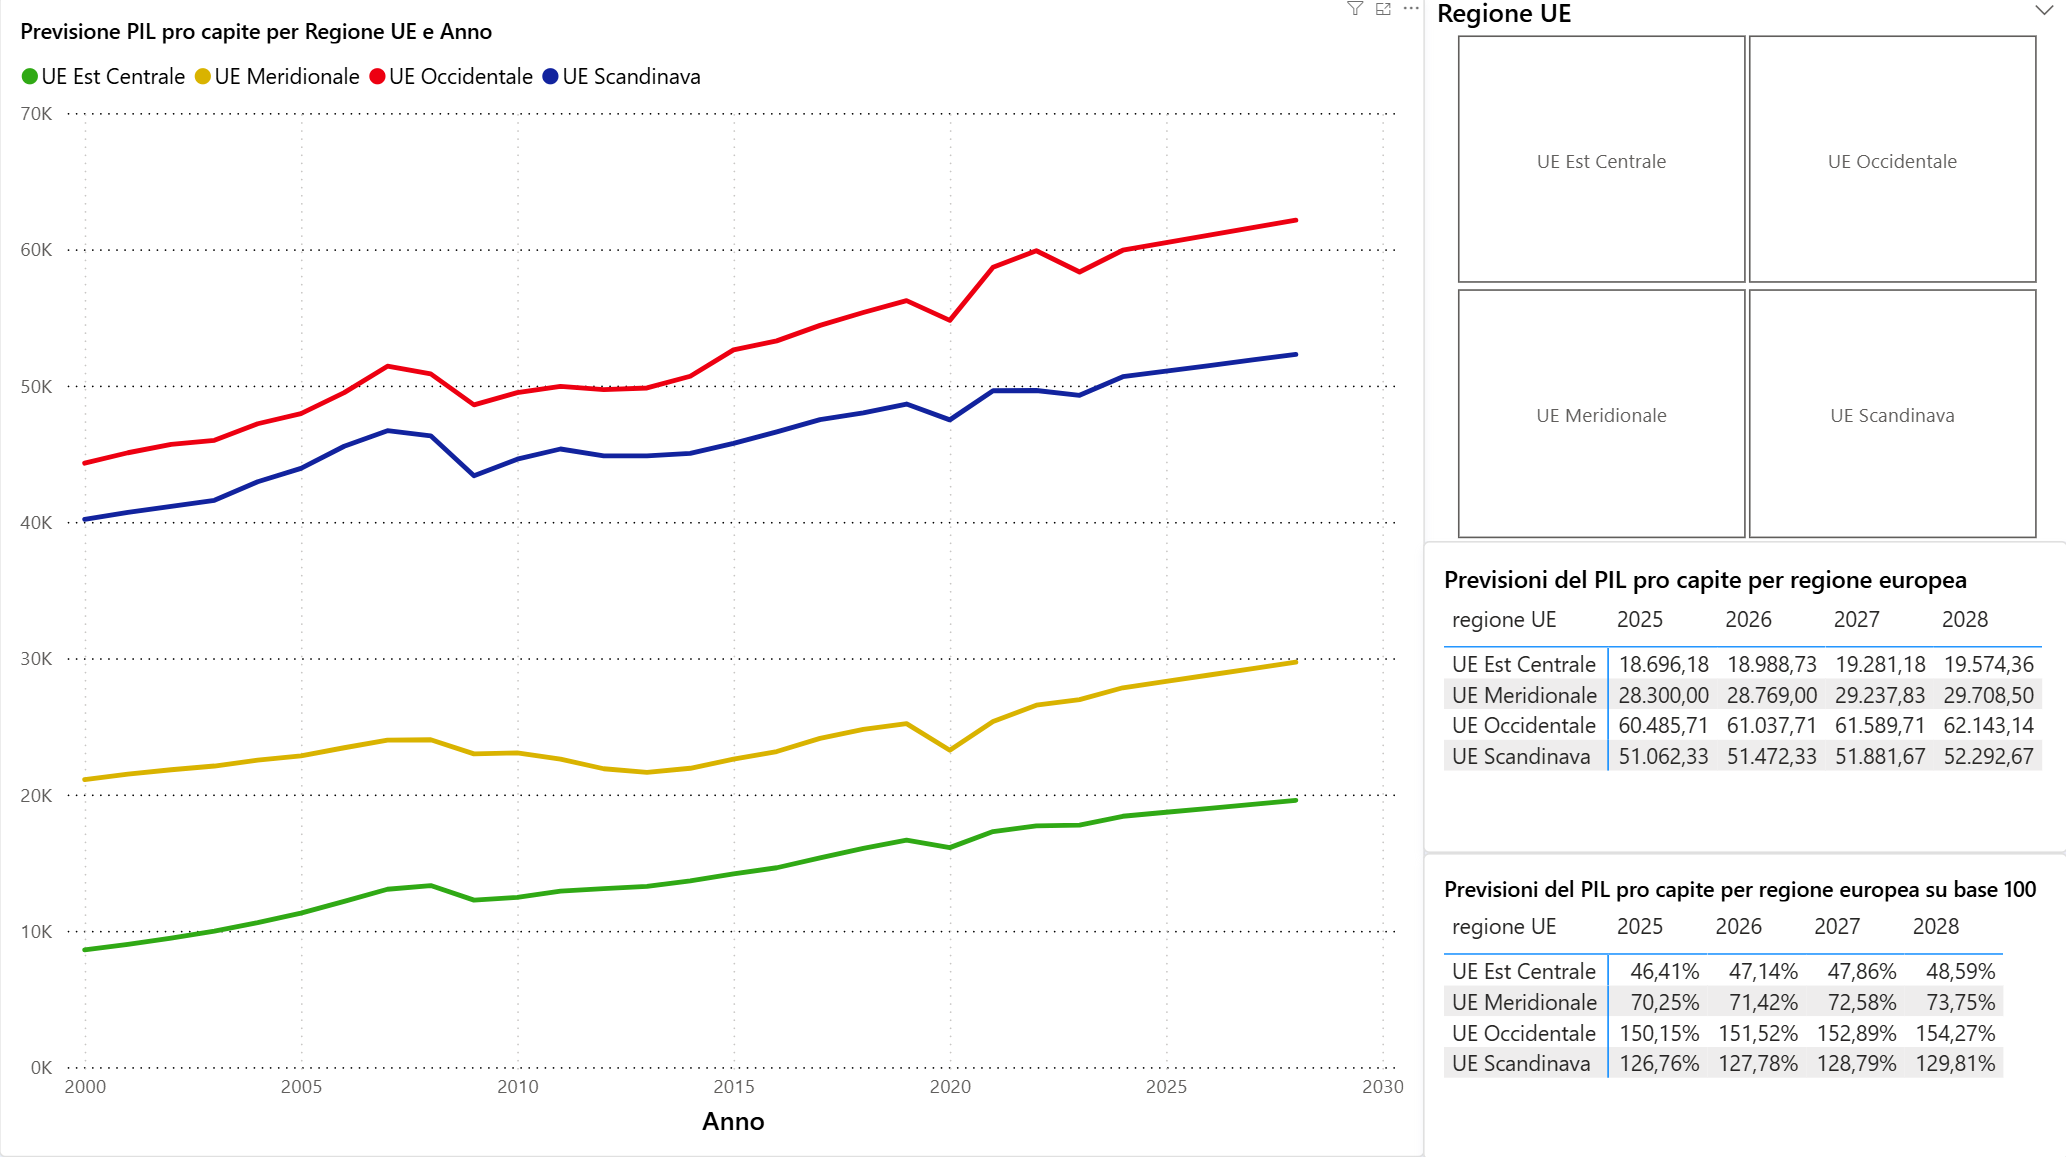 Previsione PIL pro capite per Regione UE e Anno
UE Est Centrale UE Meridionale UE Occidentale UE Scandinava
70K
60K
50K
40K
30K
20K
10K
0K
2000 2005 2010 2015 2020 2025 2030
Anno
Regione UE
UE Est Centrale UE Occidentale
UE Meridionale UE Scandinava
Previsioni del PIL pro capite per regione europea
regione UE 2025 2026 2027 2028
UE Est Centrale 18.696,18 18.988,73 19.281,18 19.574,36
UE Meridionale 28.300,00 28.769,00 29.237,83 29.708,50
UE Occidentale 60.485,71 61.037,71 61.589,71 62.143,14
UE Scandinava 51.062,33 51.472,33 51.881,67 52.292,67
Previsioni del PIL pro capite per regione europea su base 100
regione UE 2025 2026 2027 2028
UE Est Centrale 46,41% 47,14% 47,86% 48,59%
UE Meridionale 70,25% 71,42% 72,58% 73,75%
UE Occidentale 150,15% 151,52% 152,89% 154,27%
UE Scandinava 126,76% 127,78% 128,79% 129,81%